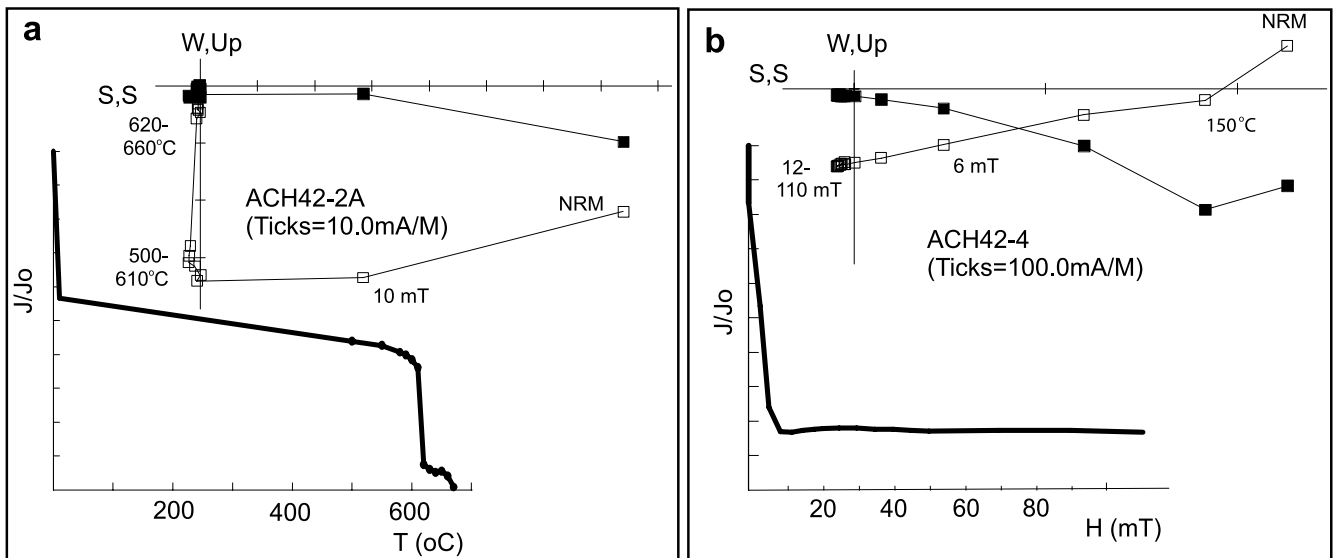 a
W,Up
S,S
620-
660°C
ACH42-2A
(Ticks=10.0mA/M)
NRM
500-
610°C
10 mT
J/Jo
200
400
600
T (oC)
b
NRM
W,Up
S,S
150°C
12-
110 mT
6 mT
ACH42-4
(Ticks=100.0mA/M)
J/Jo
20
40
60
80
H (mT)